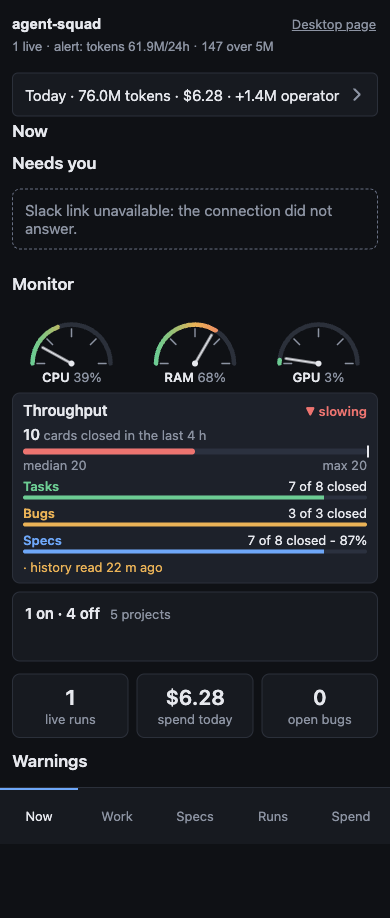 agent-squad
Desktop page
1 live · alert: tokens 61.9M/24h · 147 over 5M
Today · 76.0M tokens · $6.28 · +1.4M operator
Now
Needs you
Slack link unavailable: the connection did not
answer.
Monitor
CPU 39%
RAM 68%
GPU 3%
Throughput
▼ slowing
10 cards closed in the last 4 h
median 20
max 20
Tasks
7 of 8 closed
Bugs
3 of 3 closed
Specs
7 of 8 closed - 87%
· history read 22 m ago
1 on · 4 off 5 projects
1
live runs
$6.28
spend today
0
open bugs
Warnings
Now
Work
Specs
Runs
Spend